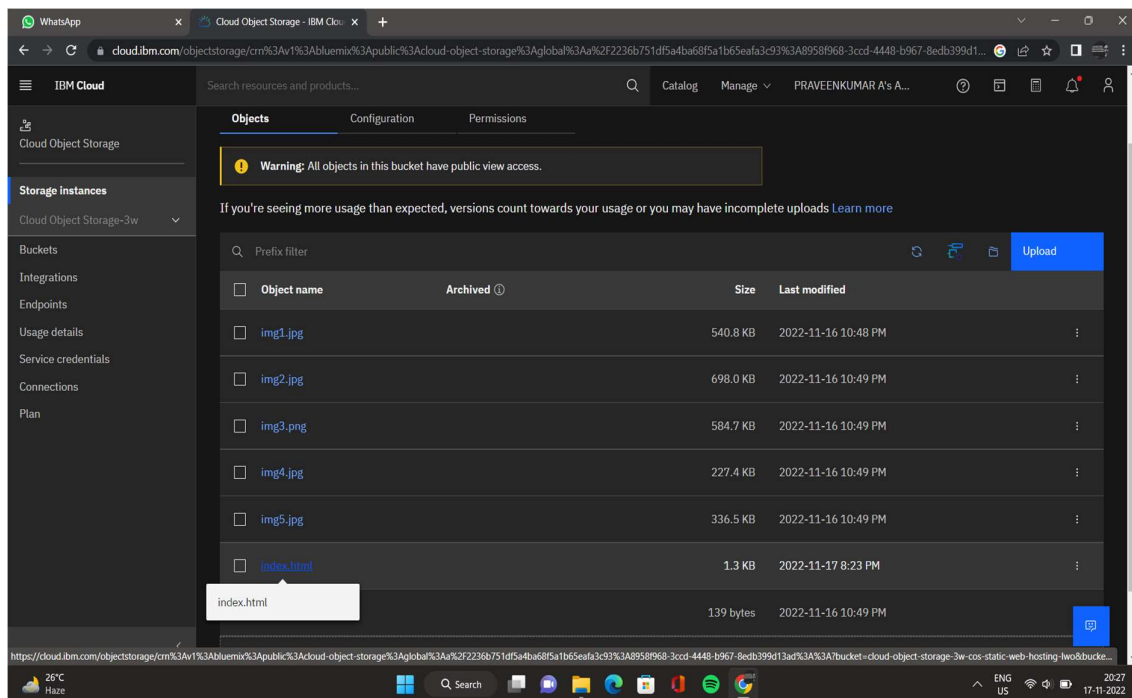 WhatsApp
Cloud Object Storage - IBM Clou
cloud.ibm.com/objectstorage/crn%3Av1%3Abluemix%3Apublic%3Acloud-object-storage%3Aglobal%3Aa%2F2236b751df5a4ba68f5a1b65eafa3c93%3A8958f968-3ccd-4448-b967-8edb399d1...
IBM Cloud
Search resources and products...
Catalog
Manage
PRAVEENKUMAR A's A...
Cloud Object Storage
Storage instances
Cloud Object Storage-3w
Buckets
Integrations
Endpoints
Usage details
Service credentials
Connections
Plan
Objects Configuration Permissions
Warning: All objects in this bucket have public view access.
If you're seeing more usage than expected, versions count towards your usage or you may have incomplete uploads Learn more
Prefix filter
Upload
Object name Archived Size Last modified
img1.jpg 540.8 KB 2022-11-16 10:48 PM
img2.jpg 698.0 KB 2022-11-16 10:49 PM
img3.png 584.7 KB 2022-11-16 10:49 PM
img4.jpg 227.4 KB 2022-11-16 10:49 PM
img5.jpg 336.5 KB 2022-11-16 10:49 PM
index.html 1.3 KB 2022-11-17 8:23 PM
index.html
139 bytes 2022-11-16 10:49 PM
https://cloud.ibm.com/objectstorage/crn%3Av1%3Abluemix%3Apublic%3Acloud-object-storage%3Aglobal%3Aa%2F2236b751df5a4ba68f5a1b65eafa3c93%3A8958f968-3ccd-4448-b967-8edb399d13ad%3A%3A?bucket=cloud-object-storage-3w-cos-static-web-hosting-lwo&bucke...
26°C
Haze
Search
ENG
US
20:27
17-11-2022